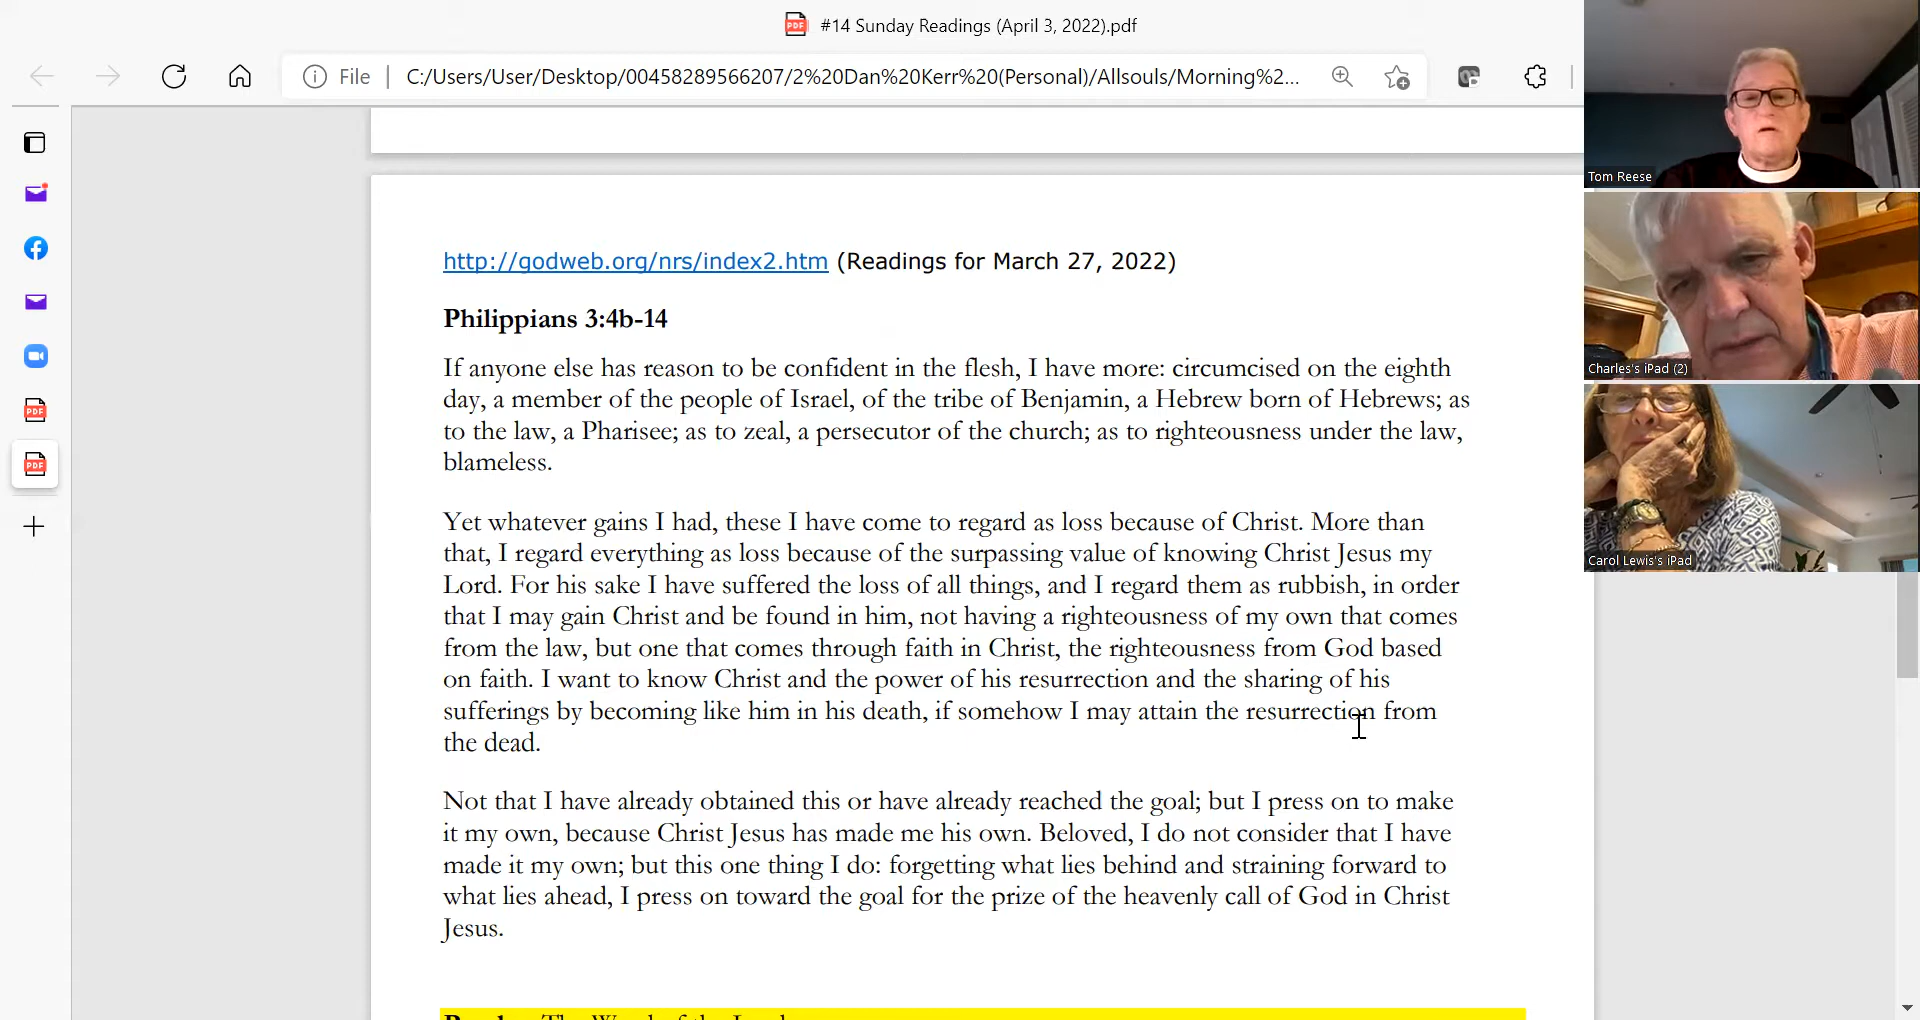 #14 Sunday Readings (April 3, 2022).pdf
File
C:/Users/User/Desktop/00458289566207/2%20Dan%20Kerr%20(Personal)/Allsouls/Morning%2...
Tom Reese
Charles's iPad (2)
Carol Lewis's iPad
http://godweb.org/nrs/index2.htm (Readings for March 27, 2022)
Philippians 3:4b-14
If anyone else has reason to be confident in the flesh, I have more: circumcised on the eighth
day, a member of the people of Israel, of the tribe of Benjamin, a Hebrew born of Hebrews; as
to the law, a Pharisee; as to zeal, a persecutor of the church; as to righteousness under the law,
blameless.
Yet whatever gains I had, these I have come to regard as loss because of Christ. More than
that, I regard everything as loss because of the surpassing value of knowing Christ Jesus my
Lord. For his sake I have suffered the loss of all things, and I regard them as rubbish, in order
that I may gain Christ and be found in him, not having a righteousness of my own that comes
from the law, but one that comes through faith in Christ, the righteousness from God based
on faith. I want to know Christ and the power of his resurrection and the sharing of his
sufferings by becoming like him in his death, if somehow I may attain the resurrection from
the dead.
Not that I have already obtained this or have already reached the goal; but I press on to make
it my own, because Christ Jesus has made me his own. Beloved, I do not consider that I have
made it my own; but this one thing I do: forgetting what lies behind and straining forward to
what lies ahead, I press on toward the goal for the prize of the heavenly call of God in Christ
Jesus.
The Word of the Lord